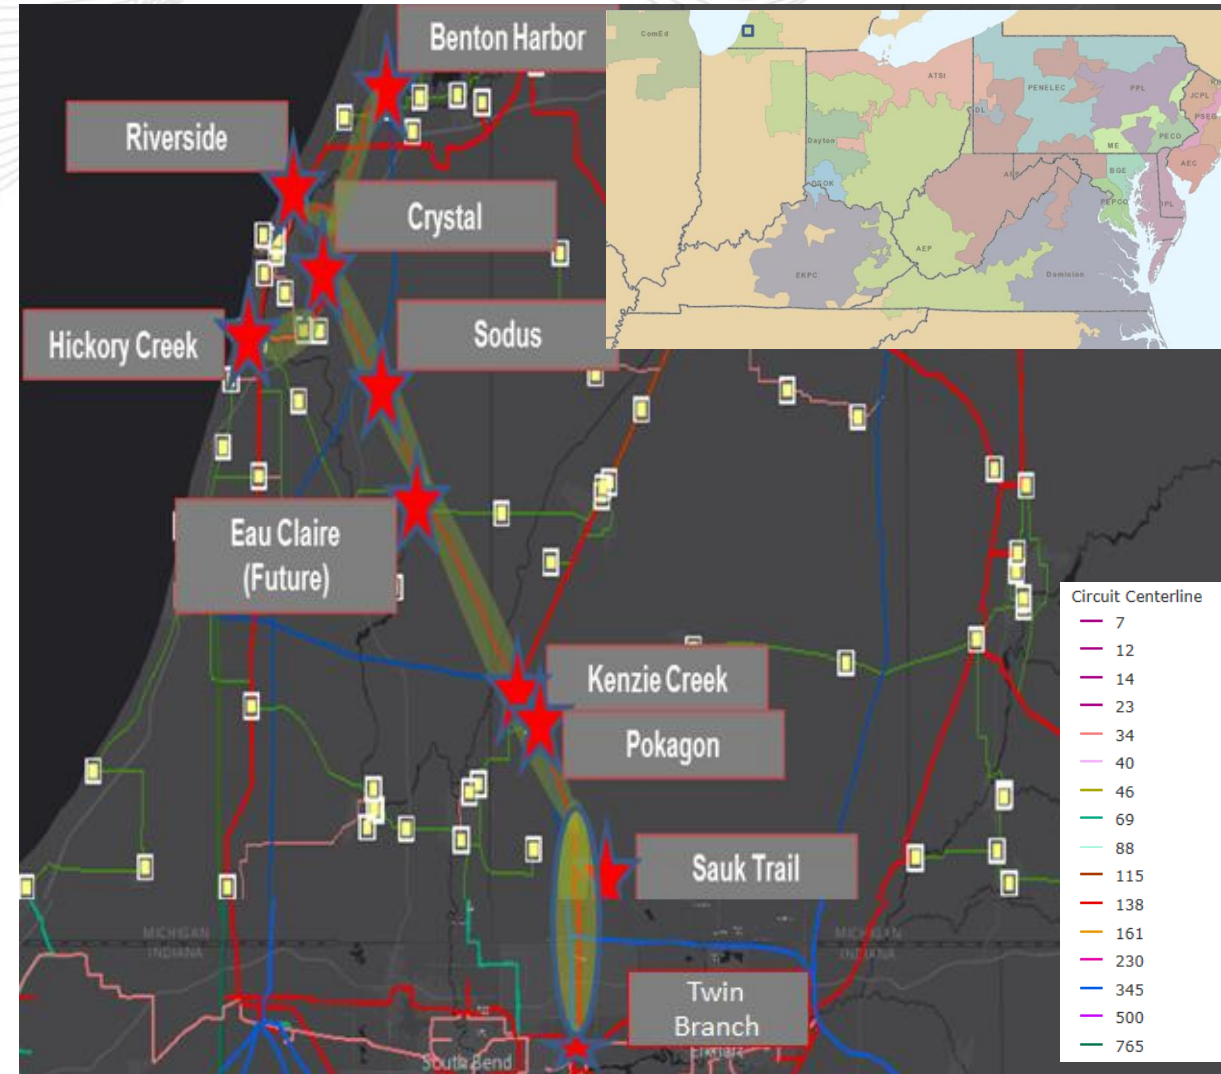 Benton Harbor
Riverside
Crystal
Hickory Creek
Sodus
Eau Claire
(Future)
Kenzie Creek
Pokagon
Sauk Trail
Twin
Branch
MICHIGAN
INDIANA
MICHIGAN
INDIANA
South Bend
ComEd
ATSI
PENELEC
PPL
JCPL
PSEG
DL
Dayton
ME
PECO
AEC
BGE
PEPCO
DPL
AEP
EKPC
Dominion
Circuit Centerline
7
12
14
23
34
40
46
69
88
115
138
161
230
345
500
765